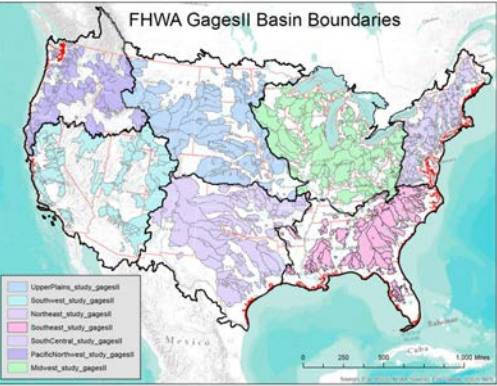 FHWA GagesII Basin Boundaries
UpperPlains_study_gagesII
Southwest_study_gagesII
Northeast_study_gagesII
Southeast_study_gagesII
SouthCentral_study_gagesII
PacificNorthwest_study_gagesII
Midwest_study_gagesII
Mexico
Cuba
0 250 500 1,000 Miles